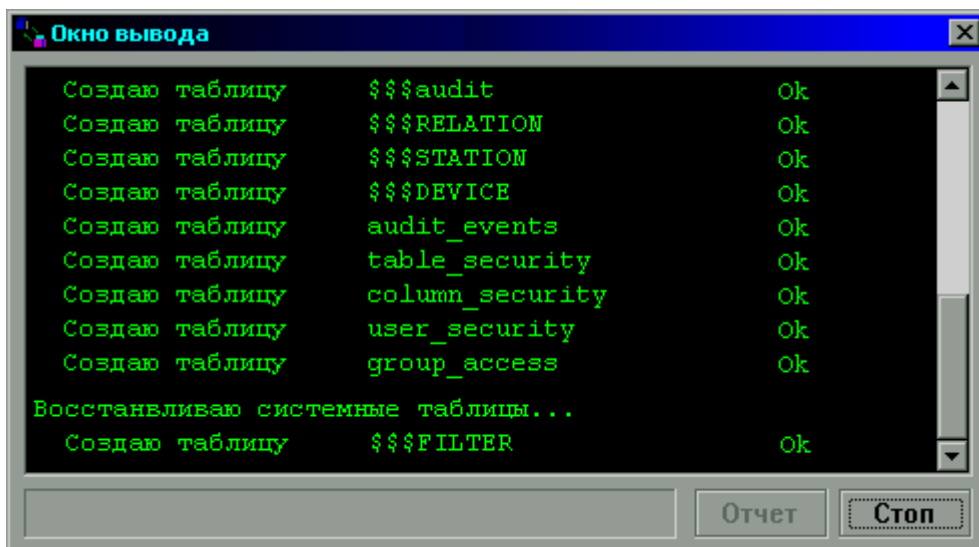 Окно вывода
Создаю таблицу $$$audit Ok
Создаю таблицу $$$RELATION Ok
Создаю таблицу $$$STATION Ok
Создаю таблицу $$$DEVICE Ok
Создаю таблицу audit_events Ok
Создаю таблицу table_security Ok
Создаю таблицу column_security Ok
Создаю таблицу user_security Ok
Создаю таблицу group_access Ok
Восстанвливаю системные таблицы...
Создаю таблицу $$$FILTER Ok
Отчет Стоп